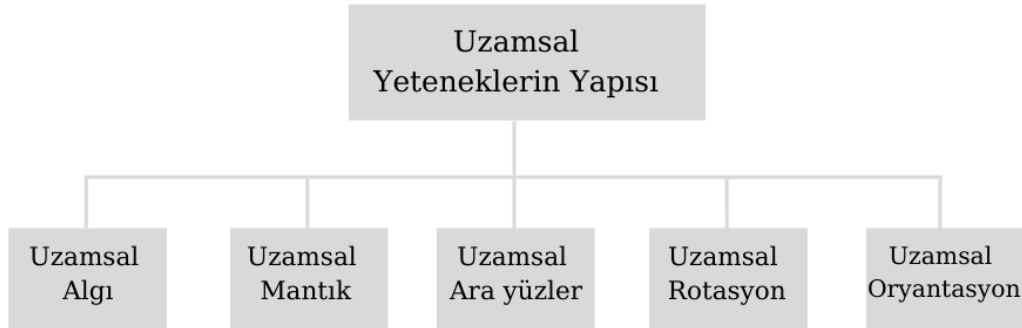 Uzamsal
Yeteneklerin Yapısı
Uzamsal
Algı
Uzamsal
Mantık
Uzamsal
Ara yüzler
Uzamsal
Rotasyon
Uzamsal
Oryantasyon